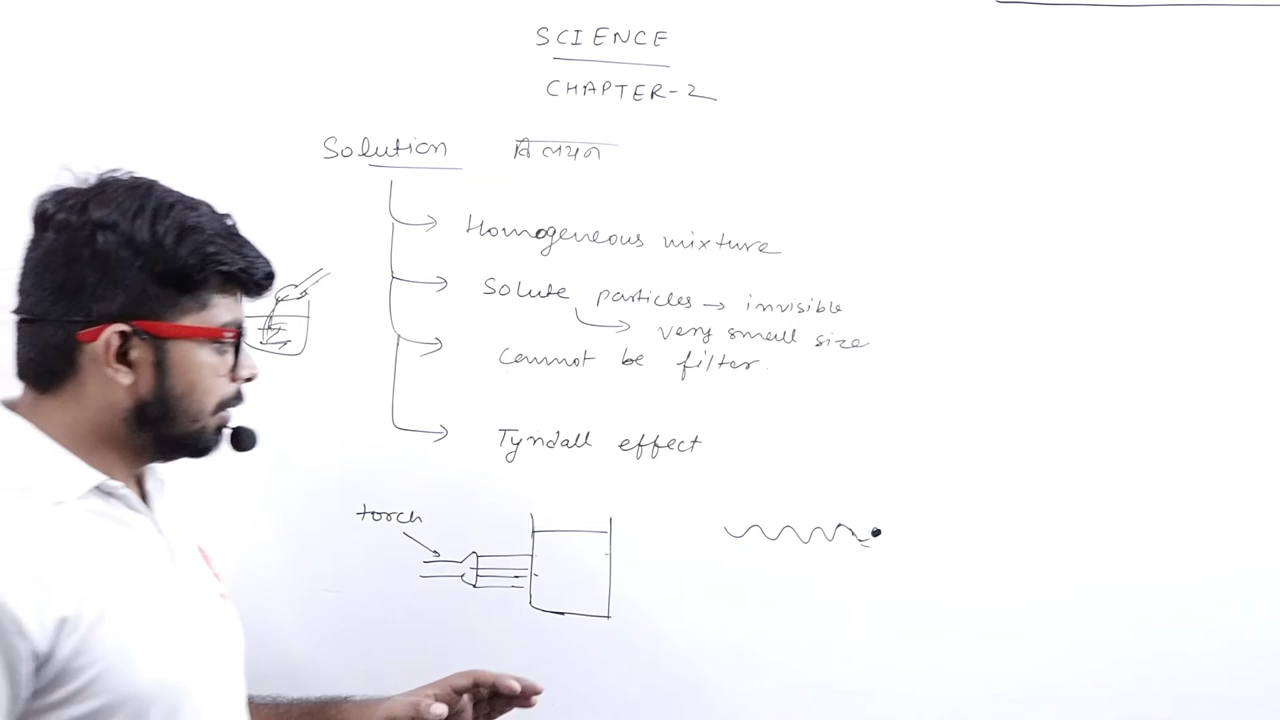 SCIENCE
CHAPTER-2
Solution विलयन
Homogeneous mixture
Solute particles → invisible
very small size
Cannot be filter.
Tyndall effect
torch